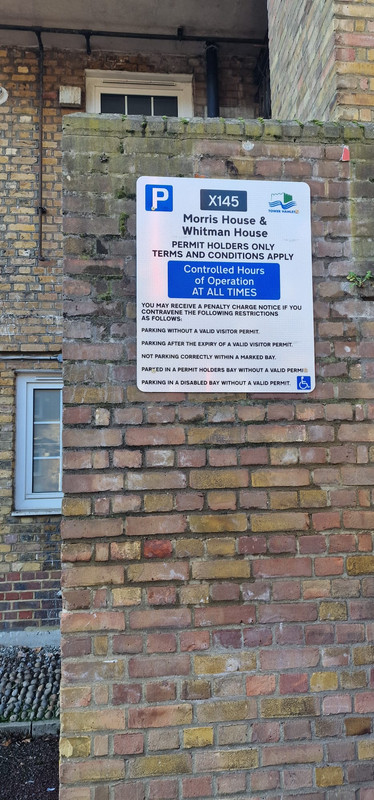 P
X145
TOWER HAMLETS
Morris House &
Whitman House
PERMIT HOLDERS ONLY
TERMS AND CONDITIONS APPLY
Controlled Hours
of Operation
AT ALL TIMES
YOU MAY RECEIVE A PENALTY CHARGE NOTICE IF YOU
CONTRAVENE THE FOLLOWING RESTRICTIONS
AS FOLLOWS:
PARKING WITHOUT A VALID VISITOR PERMIT.
PARKING AFTER THE EXPIRY OF A VALID VISITOR PERMIT.
NOT PARKING CORRECTLY WITHIN A MARKED BAY.
PARKED IN A PERMIT HOLDERS BAY WITHOUT A VALID PERMIT
PARKING IN A DISABLED BAY WITHOUT A VALID PERMIT.